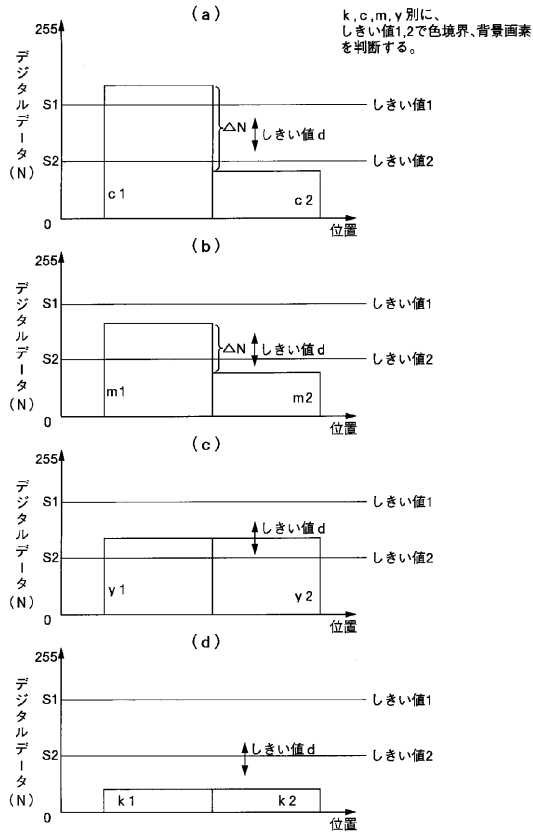 (a)
k,c,m,y別に、
しきい値1,2で色境界、背景画素
を判断する。
255
デジタルデータ(N)
S1
しきい値1
△N
しきい値d
S2
しきい値2
c1
c2
0
位置
(b)
255
デジタルデータ(N)
S1
しきい値1
△N
しきい値d
S2
しきい値2
m1
m2
0
位置
(c)
255
デジタルデータ(N)
S1
しきい値1
しきい値d
S2
しきい値2
y1
y2
0
位置
(d)
255
デジタルデータ(N)
S1
しきい値1
しきい値d
S2
しきい値2
k1
k2
0
位置